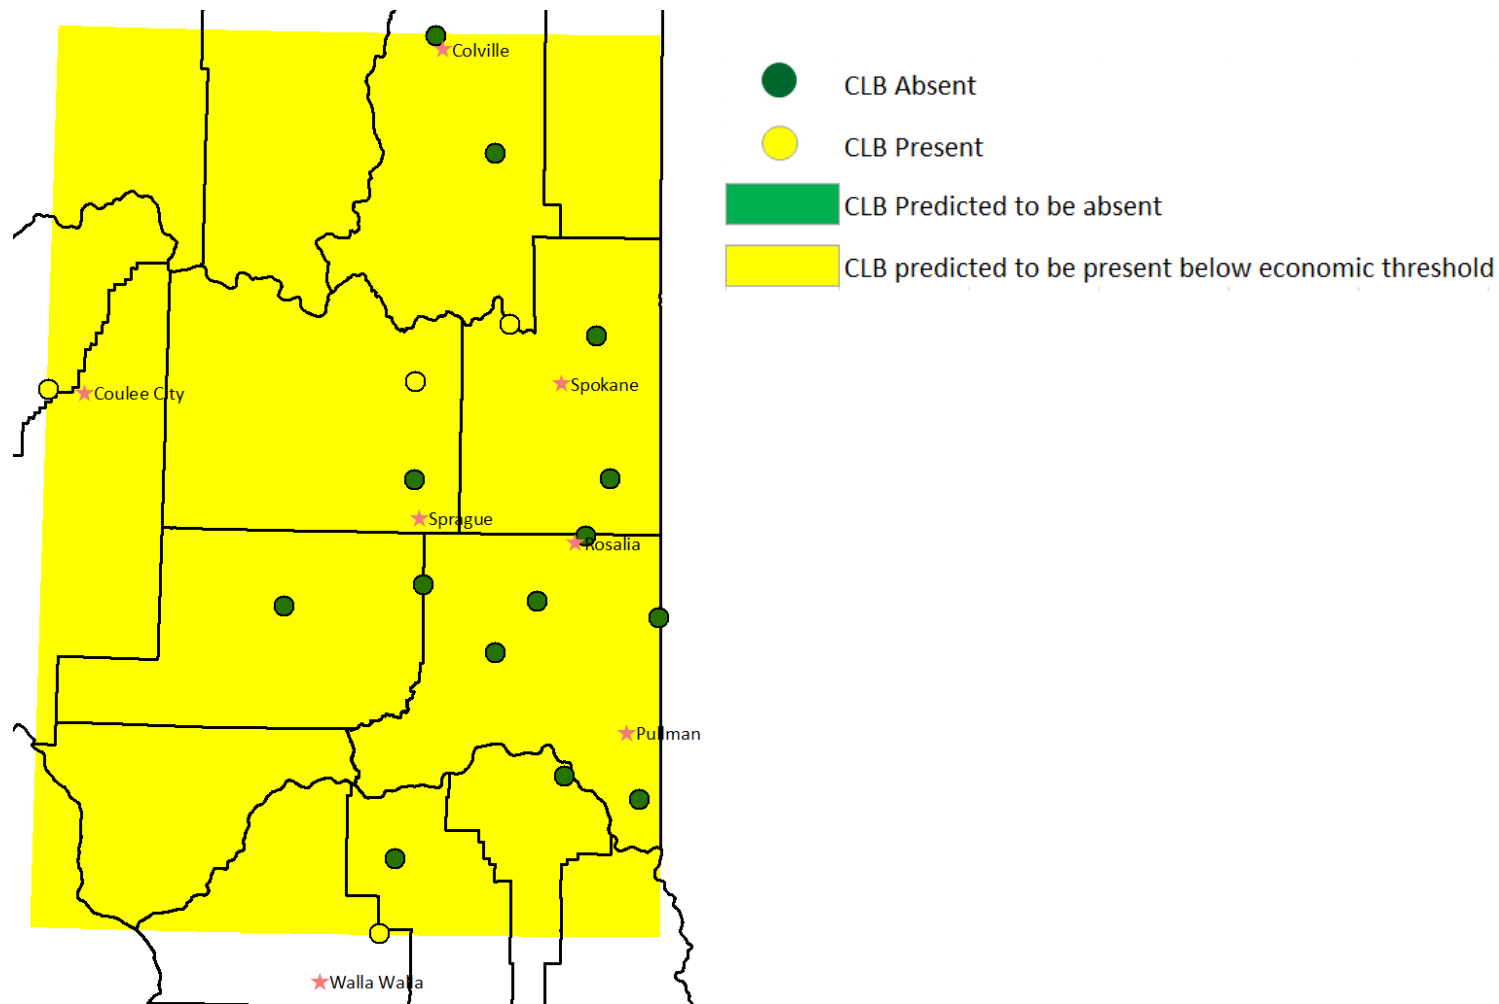 Colville
CLB Absent
CLB Present
CLB Predicted to be absent
CLB predicted to be present below economic threshold
Coulee City
Spokane
Sprague
Rosalia
Pullman
Walla Walla